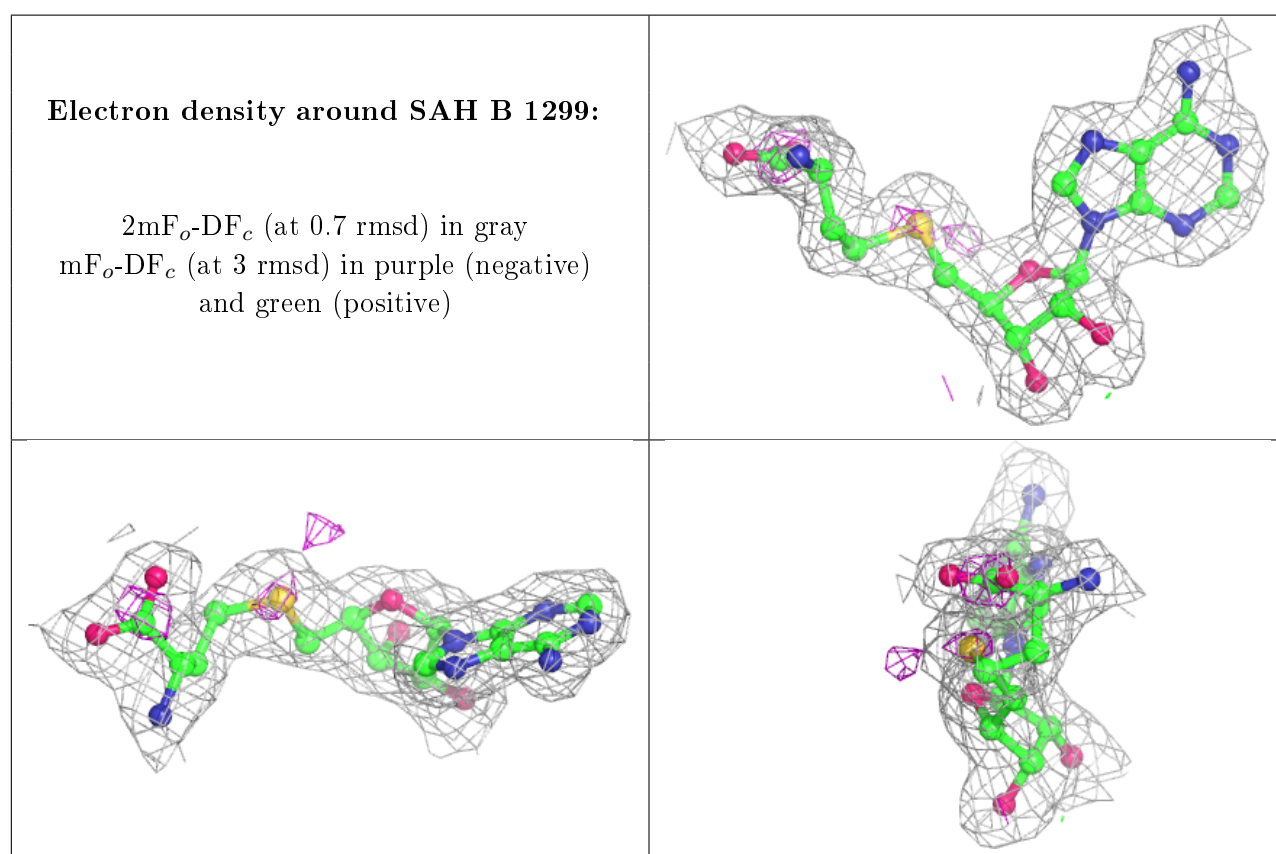 Electron density around SAH B 1299:
2mFo-DFc (at 0.7 rmsd) in gray
mFo-DFc (at 3 rmsd) in purple (negative)
and green (positive)